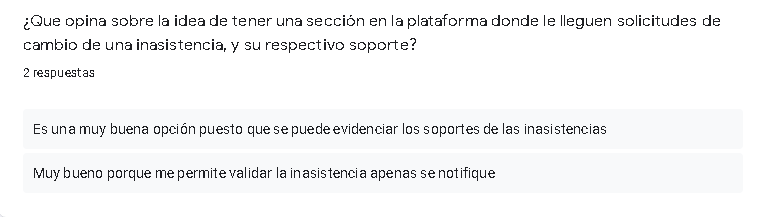 ¿Que opina sobre la idea de tener una sección en la plataforma donde le lleguen solicitudes de
cambio de una inasistencia, y su respectivo soporte?
2 respuestas
Es una muy buena opción puesto que se puede evidenciar los soportes de las inasistencias
Muy bueno porque me permite validar la inasistencia apenas se notifique